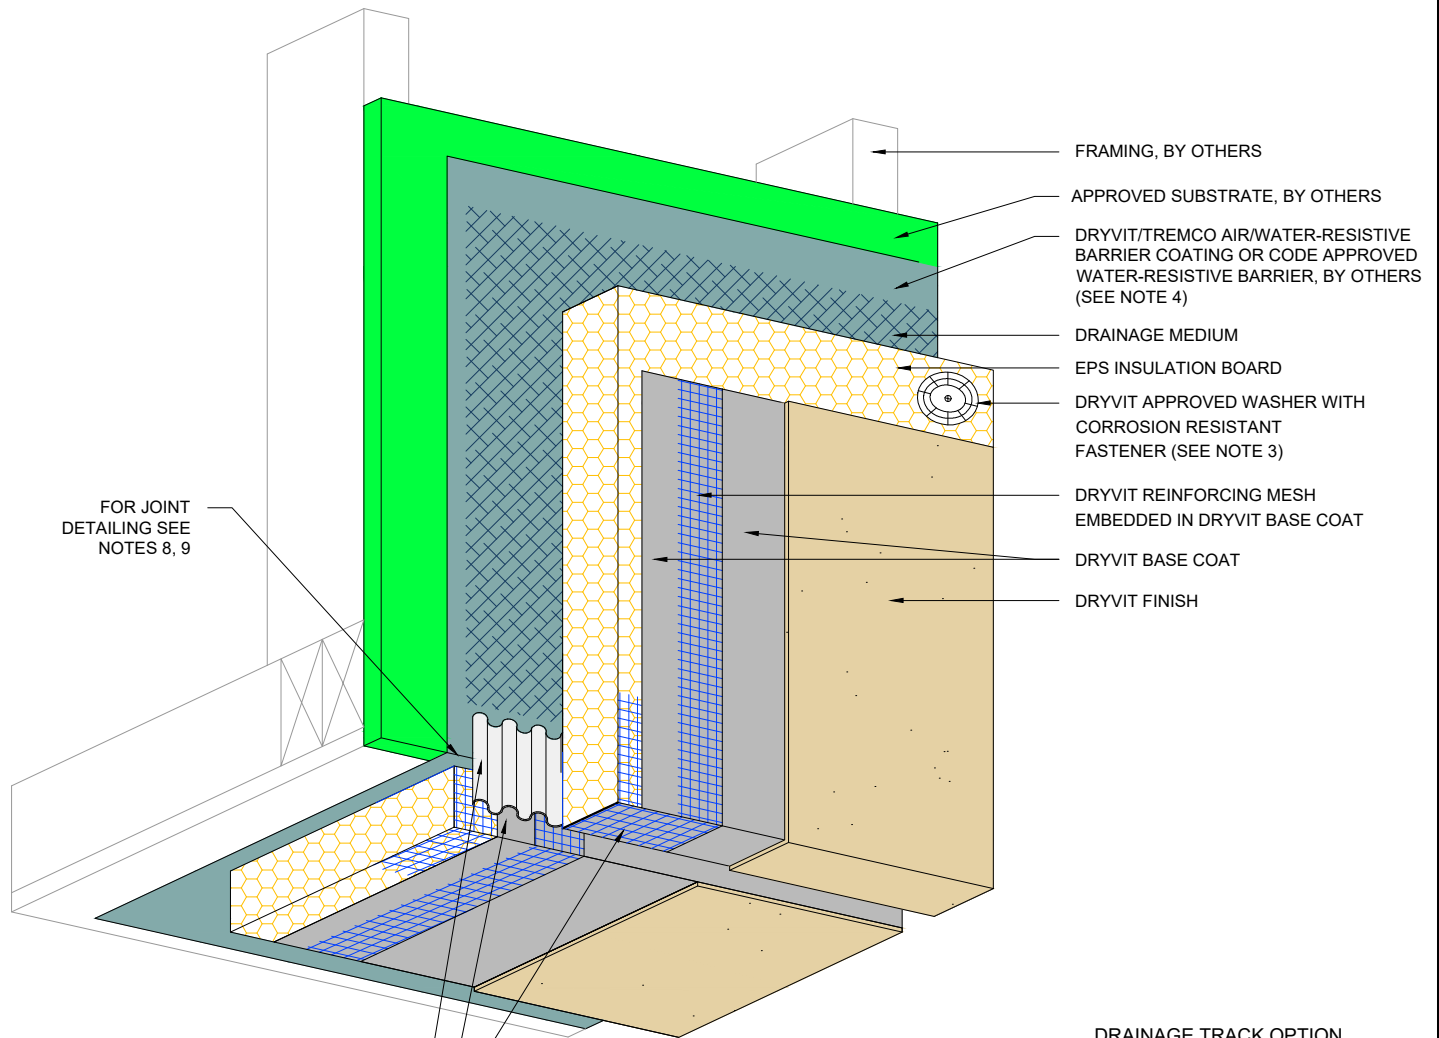 FRAMING, BY OTHERS
APPROVED SUBSTRATE, BY OTHERS
DRYVIT/TREMCO AIR/WATER-RESISTIVE
BARRIER COATING OR CODE APPROVED
WATER-RESISTIVE BARRIER, BY OTHERS
(SEE NOTE 4)
DRAINAGE MEDIUM
EPS INSULATION BOARD
DRYVIT APPROVED WASHER WITH
CORROSION RESISTANT
FASTENER (SEE NOTE 3)
DRYVIT REINFORCING MESH
EMBEDDED IN DRYVIT BASE COAT
DRYVIT BASE COAT
DRYVIT FINISH
FOR JOINT
DETAILING SEE
NOTES 8, 9
DRAINAGE TRACK OPTION